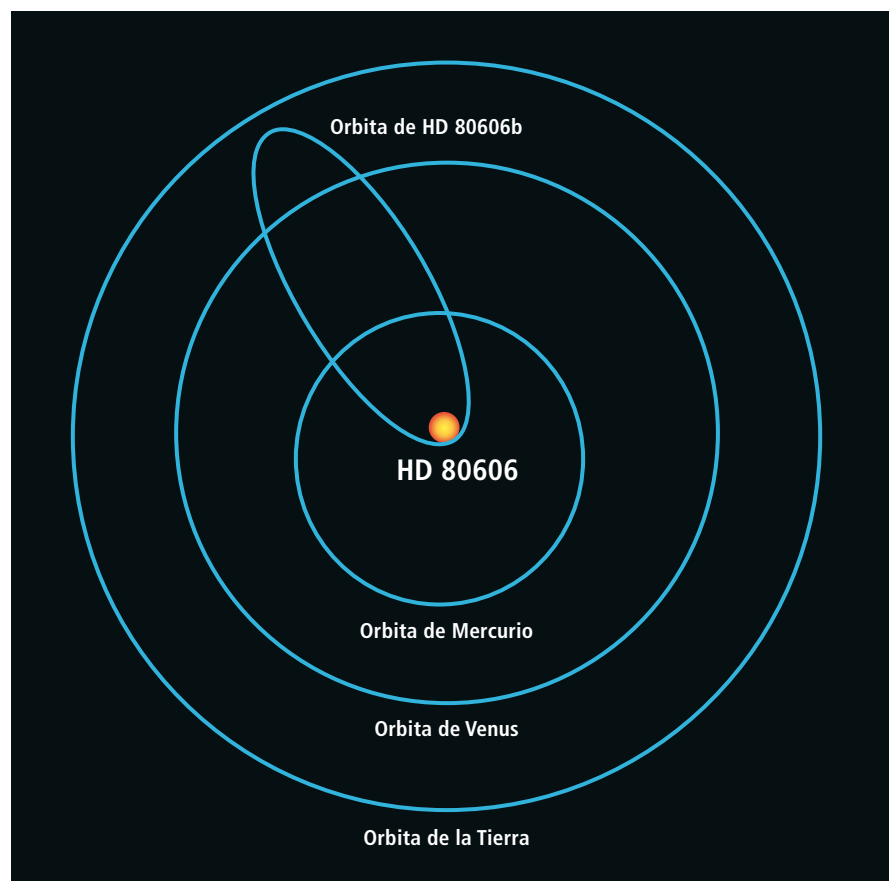 Orbita de HD 80606b
HD 80606
Orbita de Mercurio
Orbita de Venus
Orbita de la Tierra